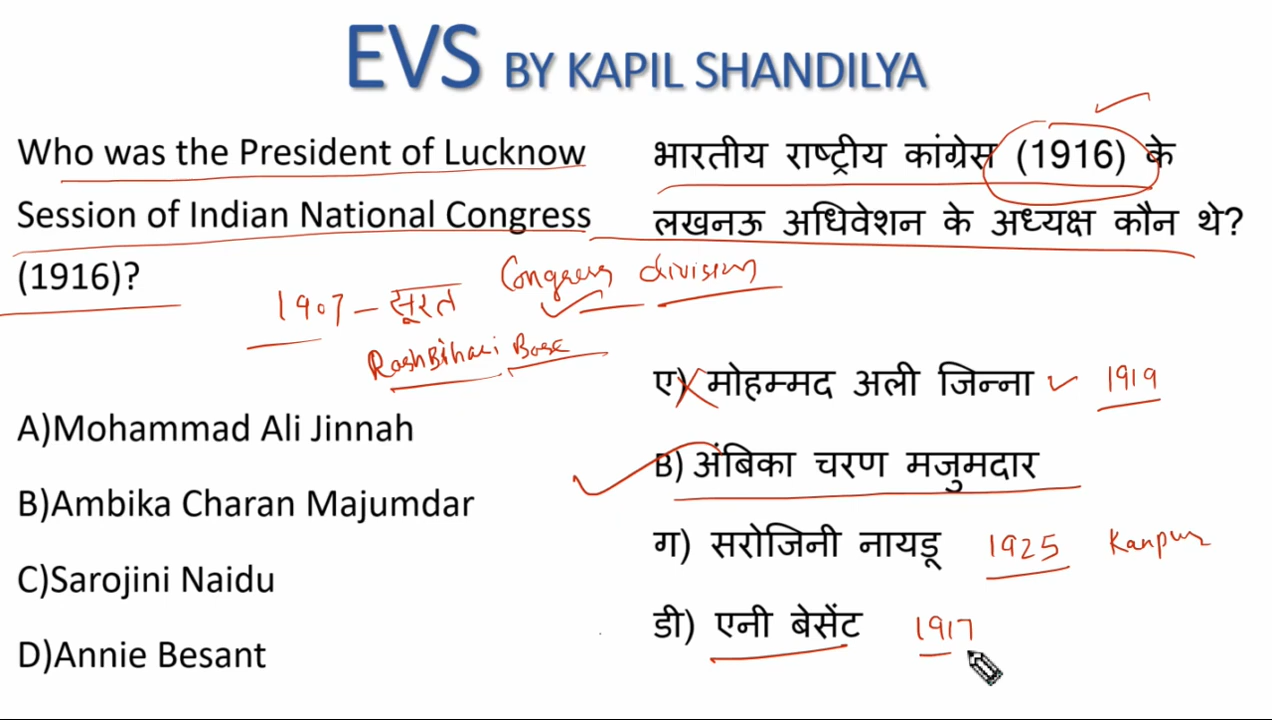 EVS BY KAPIL SHANDILYA
Who was the President of Lucknow
Session of Indian National Congress
(1916)?
भारतीय राष्ट्रीय कांग्रेस (1916) के
लखनऊ अधिवेशन के अध्यक्ष कौन थे?
Congress division
1907 – सूरत
RashBihari Bose
A)Mohammad Ali Jinnah
B)Ambika Charan Majumdar
C)Sarojini Naidu
D)Annie Besant
ए) मोहम्मद अली जिन्ना 1919
B) अंबिका चरण मजुमदार
ग) सरोजिनी नायडू 1925 Kanpur
डी) एनी बेसेंट 1917